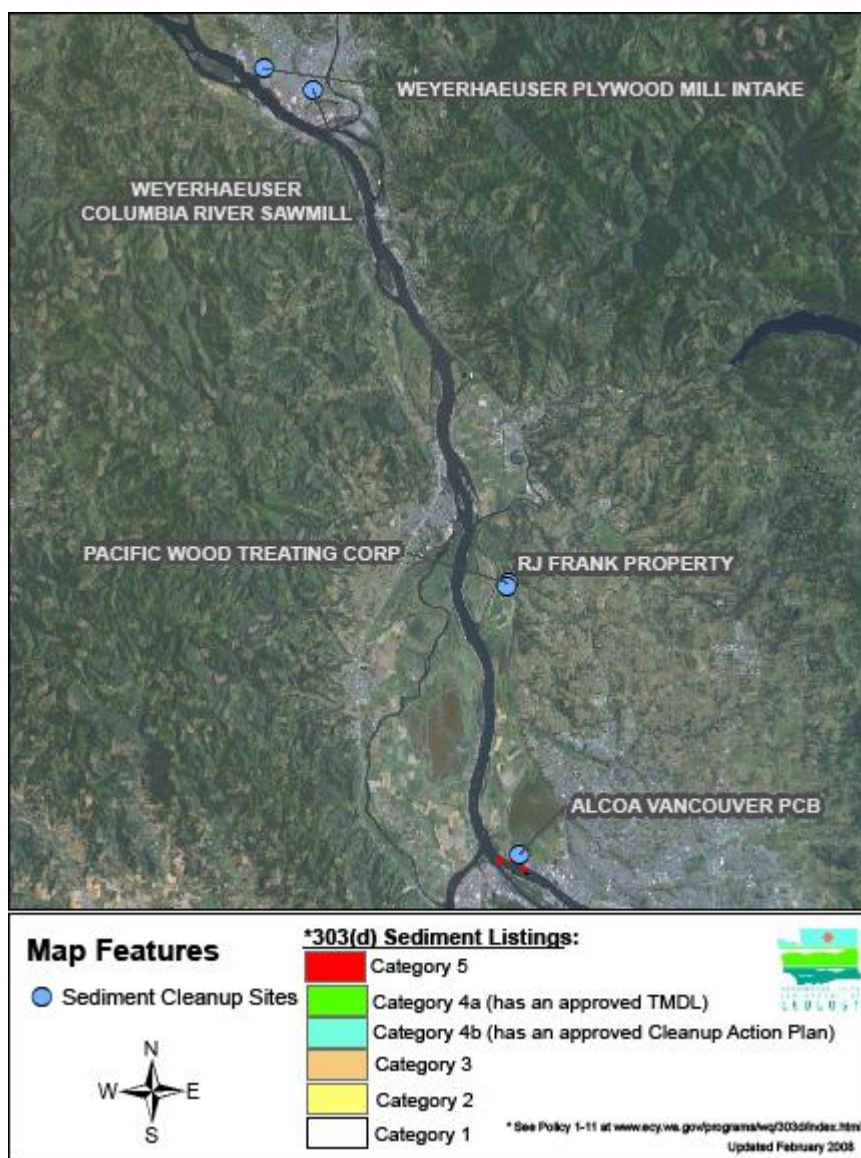 WEYERHAEUSER PLYWOOD MILL INTAKE
WEYERHAEUSER
COLUMBIA RIVER SAWMILL
PACIFIC WOOD TREATING CORP
RJ FRANK PROPERTY
ALCOA VANCOUVER PCB
Map Features
Sediment Cleanup Sites
N
W E
S
*303(d) Sediment Listings:
Category 5
Category 4a (has an approved TMDL)
Category 4b (has an approved Cleanup Action Plan)
Category 3
Category 2
Category 1
ECOLOGY
* See Policy 1-11 at www.ecy.wa.gov/programs/wq/303d/index.html
Updated February 2008